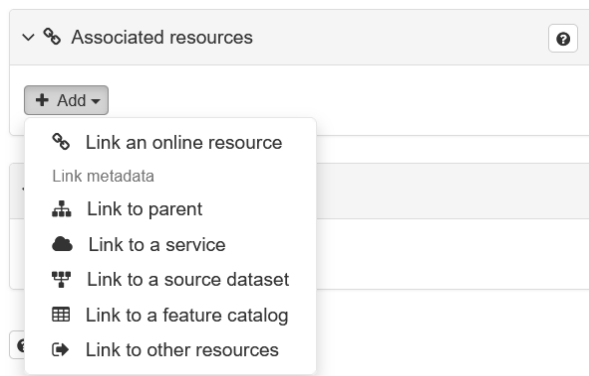 Associated resources
Add
Link an online resource
Link metadata
Link to parent
Link to a service
Link to a source dataset
Link to a feature catalog
Link to other resources